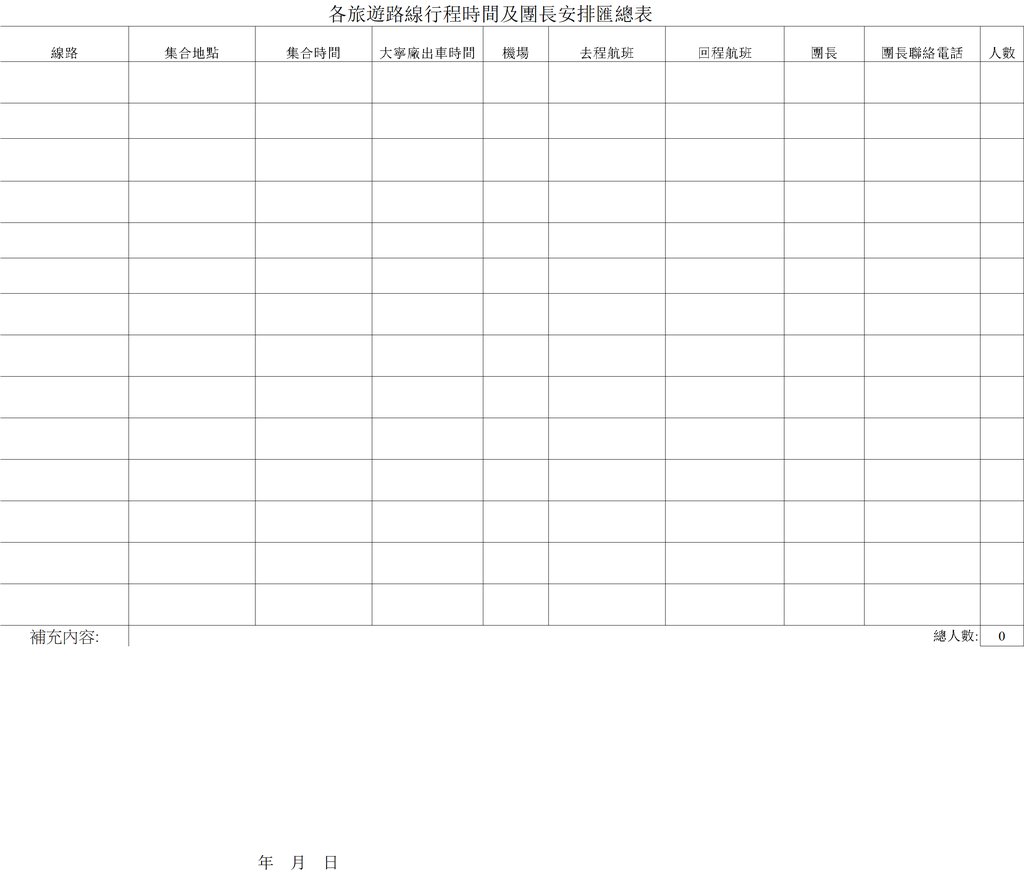 各旅遊路線行程時間及團長安排匯總表
線路 集合地點 集合時間 大寧廠出車時間 機場 去程航班 回程航班 團長 團長聯絡電話 人數
補充內容: 總人數: 0
年 月 日